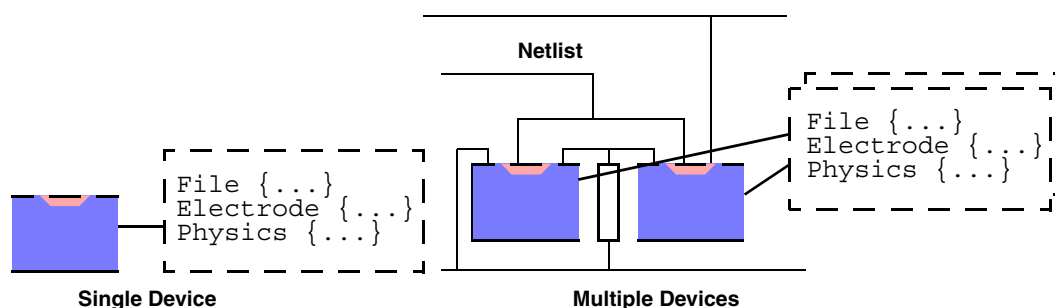 Netlist
File {...}
Electrode {...}
Physics {...}
File {...}
Electrode {...}
Physics {...}
Single Device
Multiple Devices